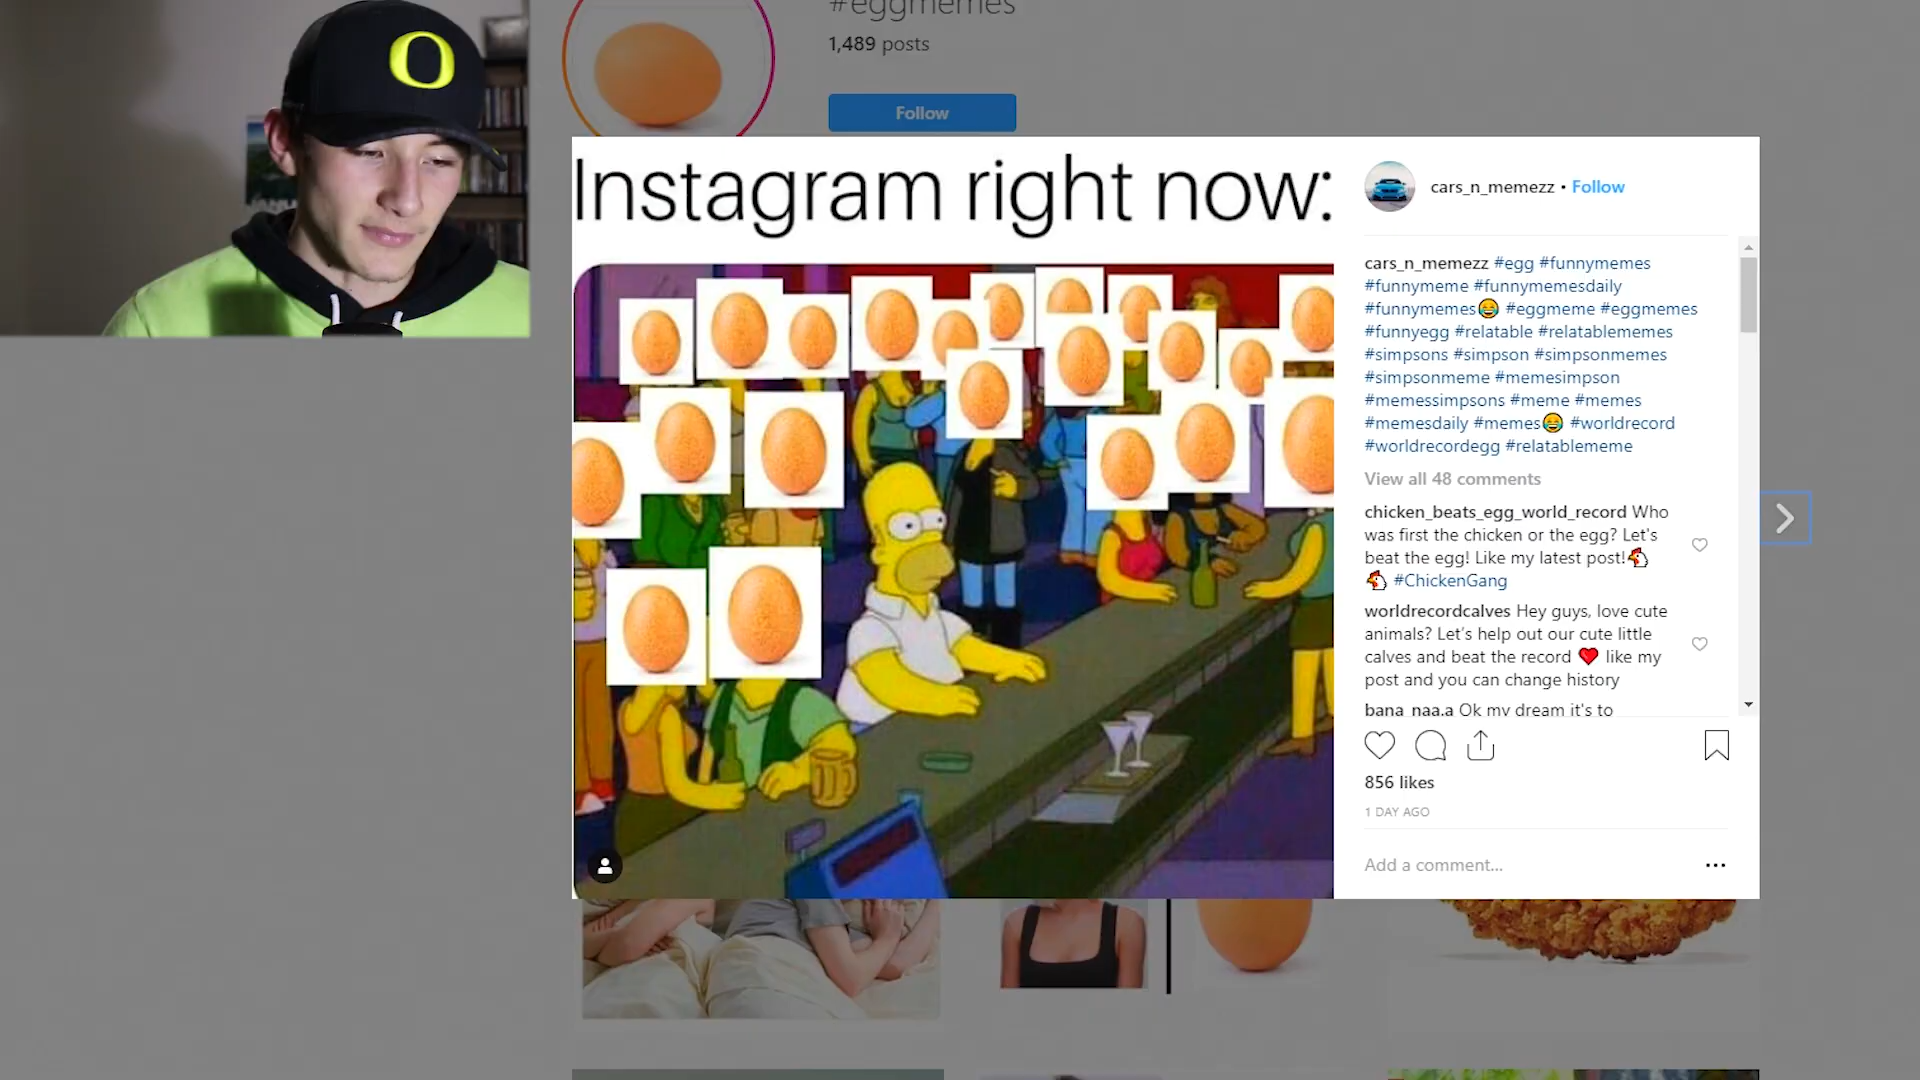 #eggmemes
1,489 posts
Follow
O
Instagram right now:
cars_n_memezz • Follow
cars_n_memezz #egg #funnymemes
#funnymeme #funnymemesdaily
#funnymemes😂 #eggmeme #eggmemes
#funnyegg #relatable #relatablememes
#simpsons #simpson #simpsonmemes
#simpsonmeme #memesimpson
#memessimpsons #meme #memes
#memesdaily #memes😂 #worldrecord
#worldrecordegg #relatablememe
View all 48 comments
chicken_beats_egg_world_record Who
was first the chicken or the egg? Let's
beat the egg! Like my latest post!🐔
🐔 #ChickenGang
worldrecordcalves Hey guys, love cute
animals? Let’s help out our cute little
calves and beat the record ❤️ like my
post and you can change history
bana_naa.a Ok my dream it's to
856 likes
1 DAY AGO
Add a comment...